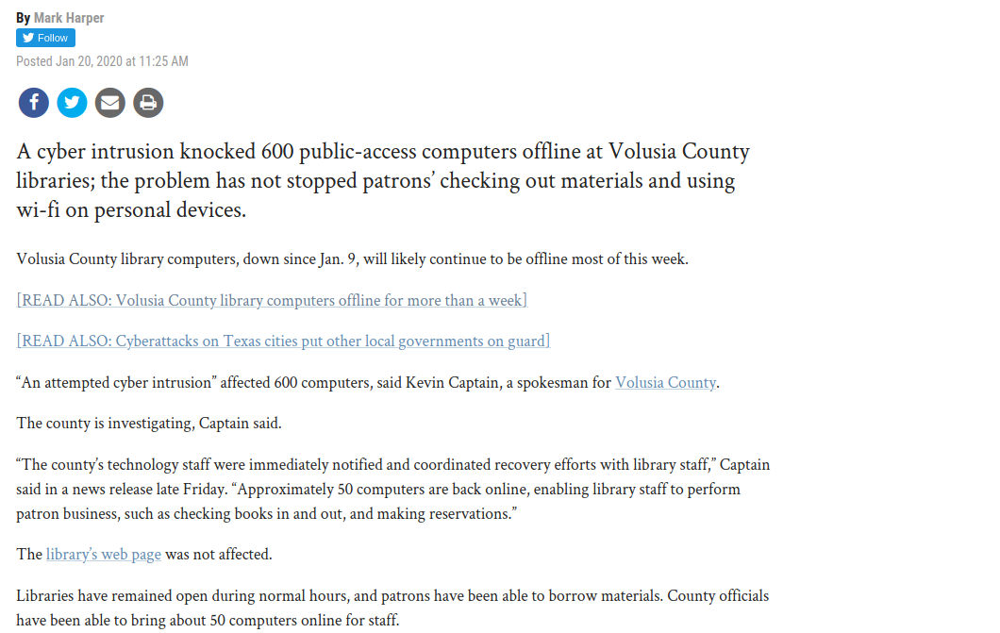 By Mark Harper
Follow
Posted Jan 20, 2020 at 11:25 AM
A cyber intrusion knocked 600 public-access computers offline at Volusia County
libraries; the problem has not stopped patrons’ checking out materials and using
wi-fi on personal devices.
Volusia County library computers, down since Jan. 9, will likely continue to be offline most of this week.
[READ ALSO: Volusia County library computers offline for more than a week]
[READ ALSO: Cyberattacks on Texas cities put other local governments on guard]
“An attempted cyber intrusion” affected 600 computers, said Kevin Captain, a spokesman for Volusia County.
The county is investigating, Captain said.
“The county’s technology staff were immediately notified and coordinated recovery efforts with library staff,” Captain
said in a news release late Friday. “Approximately 50 computers are back online, enabling library staff to perform
patron business, such as checking books in and out, and making reservations.”
The library’s web page was not affected.
Libraries have remained open during normal hours, and patrons have been able to borrow materials. County officials
have been able to bring about 50 computers online for staff.